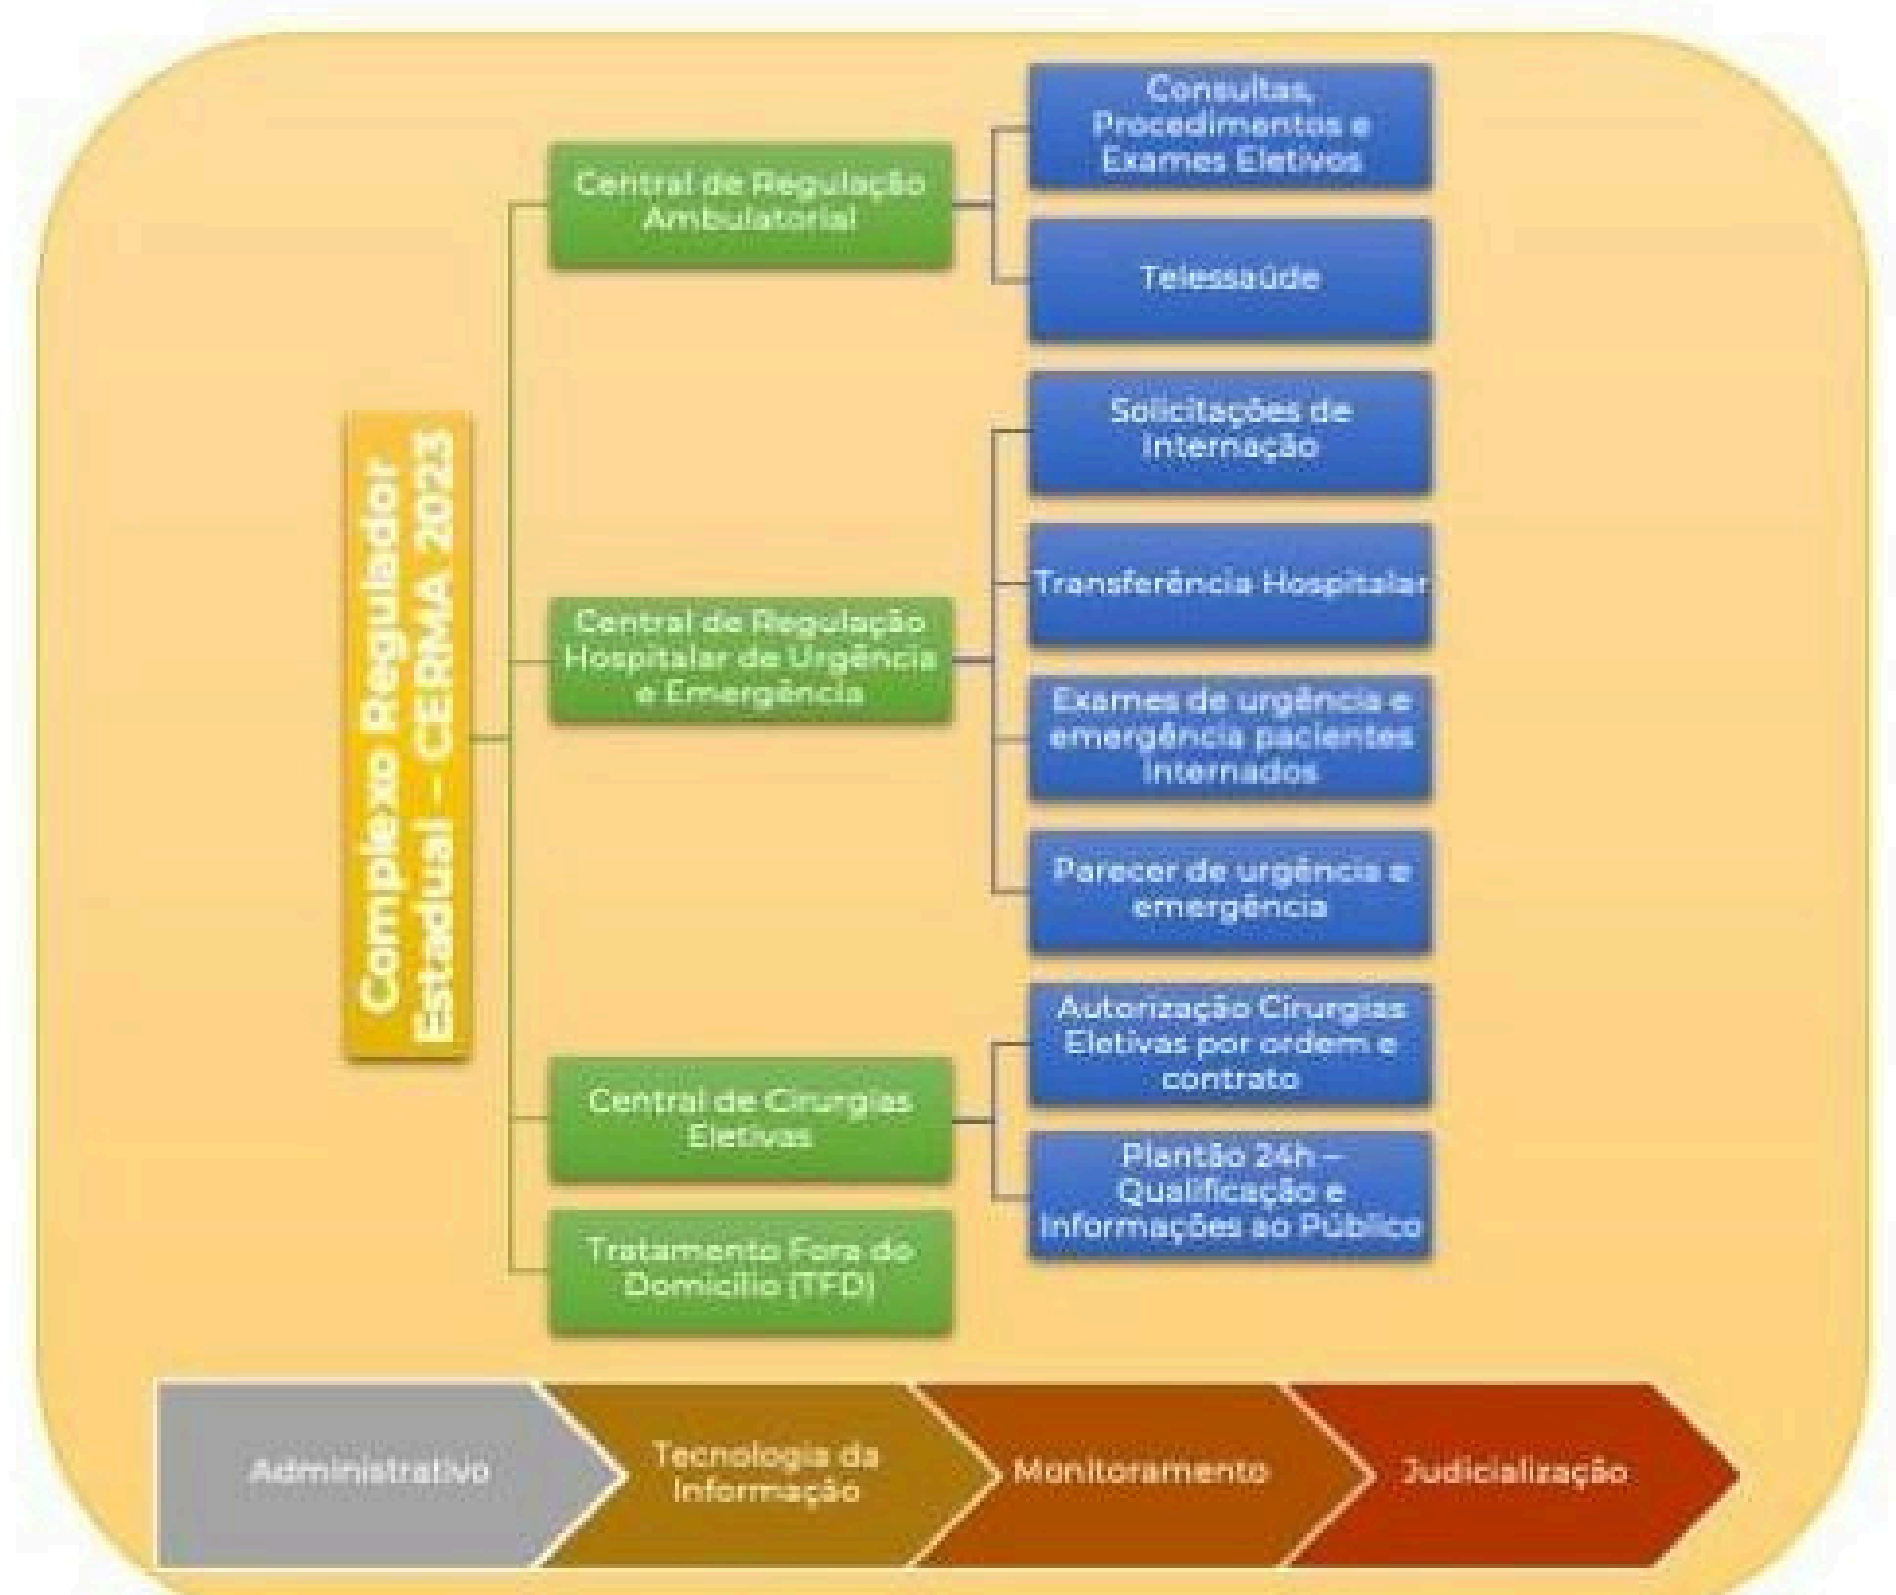 Complexo Regulador
Estadual – CERMA 2023
Central de Regulação
Ambulatorial
Consultas,
Procedimentos e
Exames Eletivos
Telessaúde
Central de Regulação
Hospitalar de Urgência
e Emergência
Solicitações de
Internação
Transferência Hospitalar
Exames de urgência e
emergência pacientes
Internados
Parecer de urgência e
emergência
Central de Cirurgias
Eletivas
Autorização Cirurgias
Eletivas por ordem e
contrato
Plantão 24h –
Qualificação e
Informações ao Público
Tratamento Fora do
Domicílio (TFD)
Administrativo
Tecnologia da
Informação
Monitoramento
Judicialização